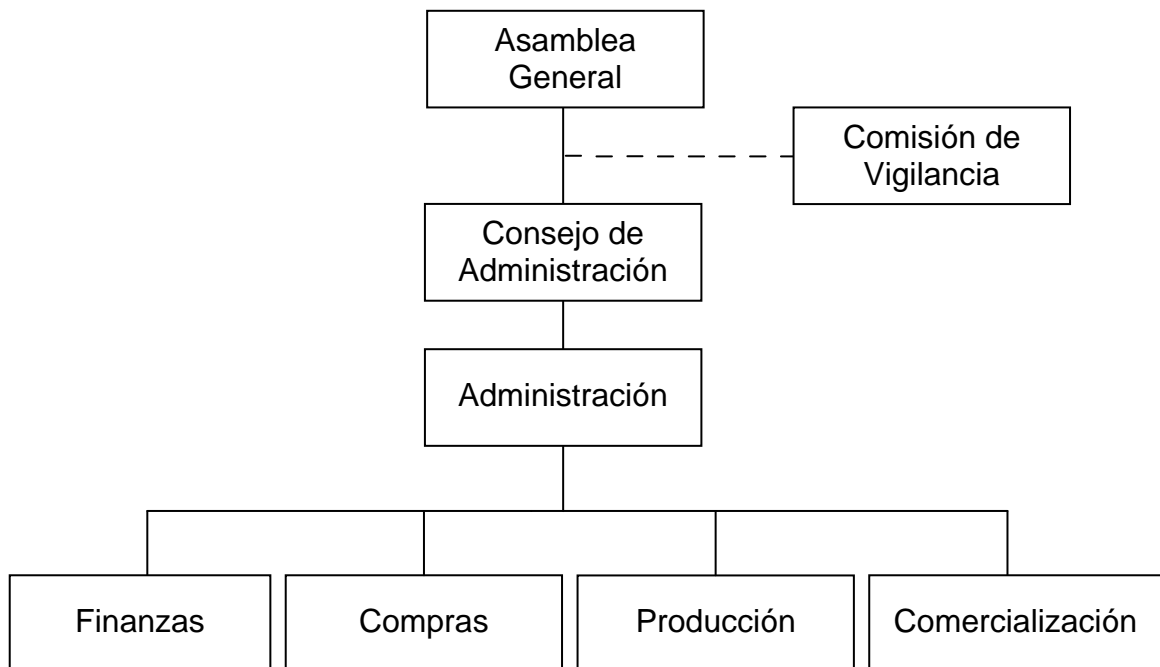 Asamblea
General
Comisión de
Vigilancia
Consejo de
Administración
Administración
Finanzas
Compras
Producción
Comercialización